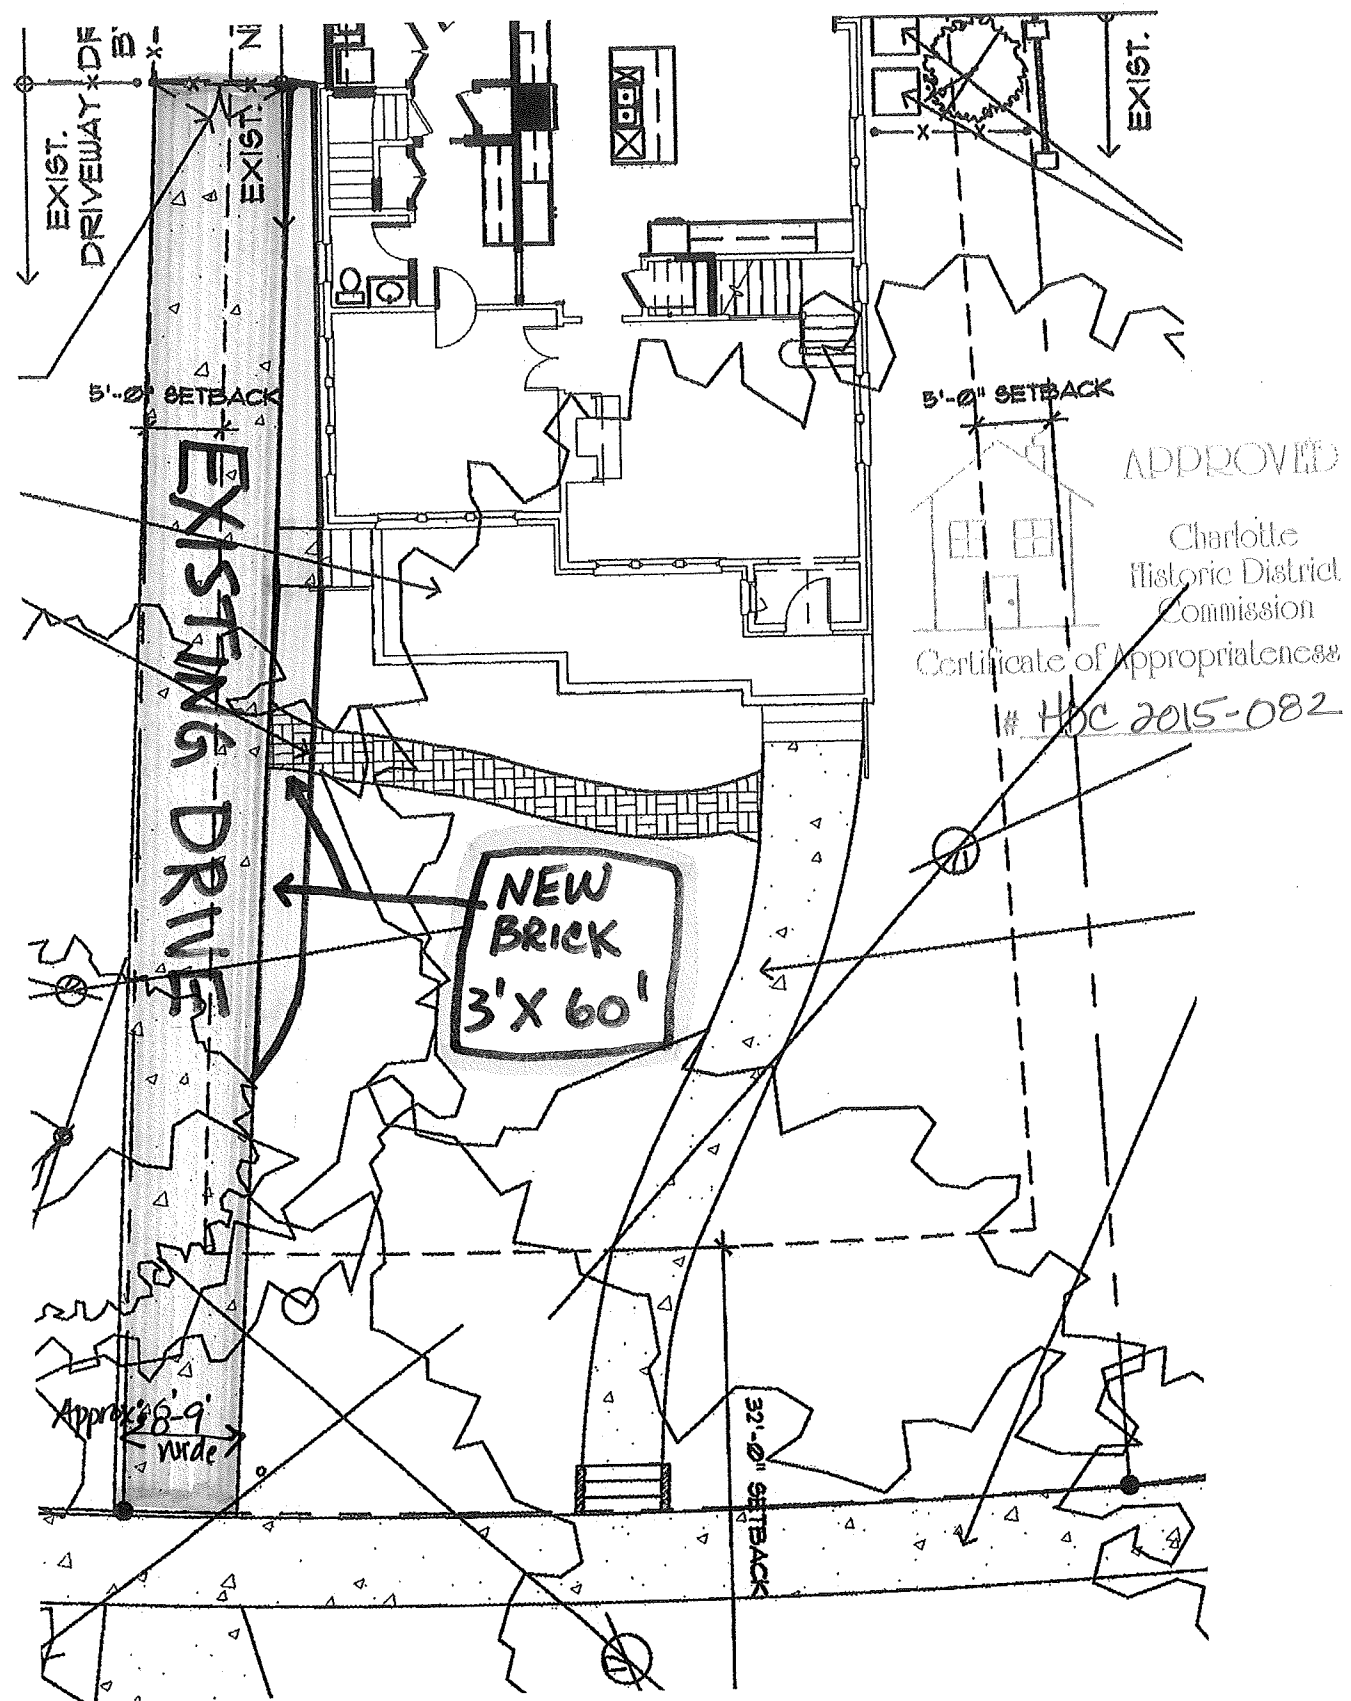 EXIST.
DRIVEWAY
EXIST.
EXIST.
5'-0" SETBACK
5'-0" SETBACK
APPROVED
Charlotte
Historic District
Commission
Certificate of Appropriateness
# HDC 2015-082
EXISTING DRIVE
NEW
BRICK
3' X 60'
Approx. 8'-9'
wide
32'-0" SETBACK